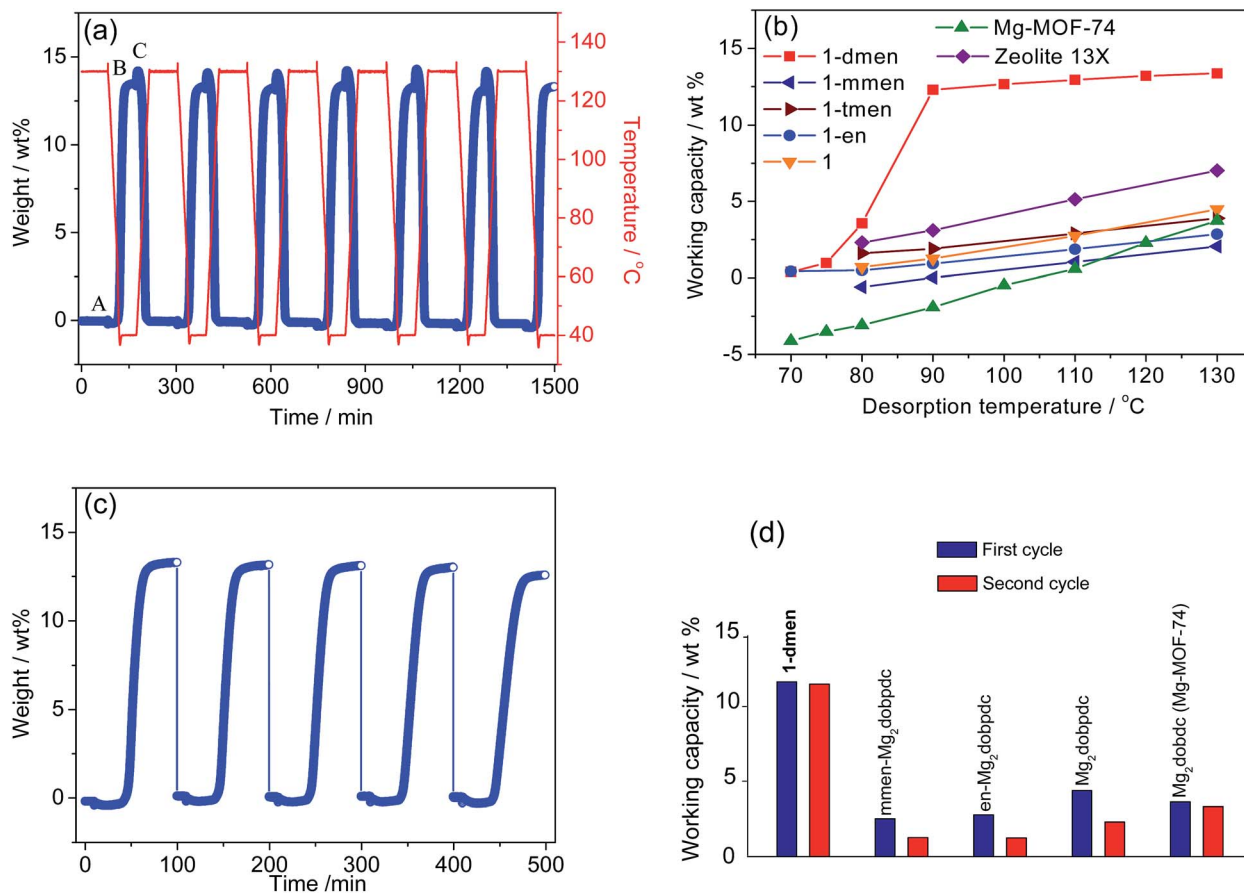 (a)
A
B
C
Weight / wt%
15
10
5
0
0
300
600
900
1200
1500
Time / min
140
120
100
80
60
40
Temperature / °C
(b)
1-dmen
1-mmen
1-tmen
1-en
1
Mg-MOF-74
Zeolite 13X
Working capacity / wt %
15
10
5
0
-5
70
80
90
100
110
120
130
Desorption temperature / °C
(c)
Weight / wt%
15
10
5
0
0
100
200
300
400
500
Time /min
(d)
First cycle
Second cycle
Working capacity / wt %
15
10
5
0
1-dmen
mmen-Mg₂dobpdc
en-Mg₂dobpdc
Mg₂dobpdc
Mg₂dobdc (Mg-MOF-74)